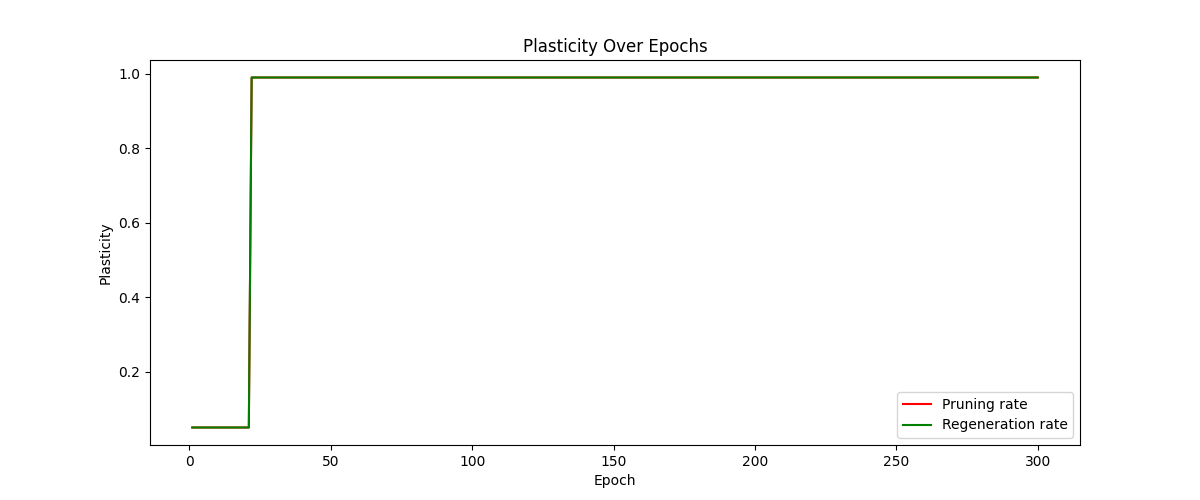 Plasticity Over Epochs
Plasticity
1.0
0.8
0.6
0.4
0.2
0 50 100 150 200 250 300
Epoch
Pruning rate
Regeneration rate